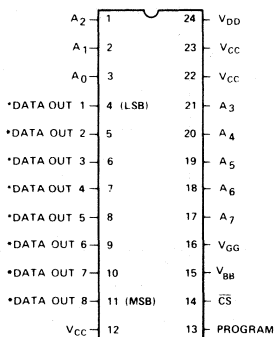 A2 1 24 VDD
A1 2 23 VCC
A0 3 22 VCC
*DATA OUT 1 4 (LSB) 21 A3
*DATA OUT 2 5 20 A4
*DATA OUT 3 6 19 A5
*DATA OUT 4 7 18 A6
*DATA OUT 5 8 17 A7
*DATA OUT 6 9 16 VGG
*DATA OUT 7 10 15 VBB
*DATA OUT 8 11 (MSB) 14 C̅S̅
VCC 12 13 PROGRAM